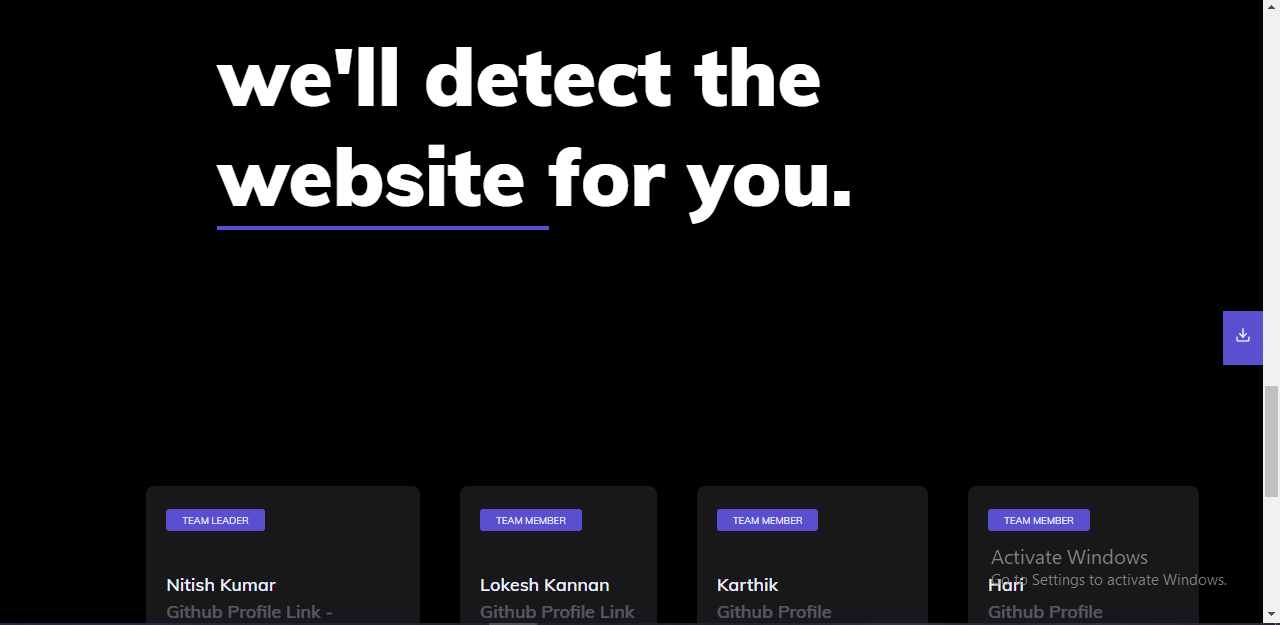 we'll detect the
website for you.
TEAM LEADER
Nitish Kumar
Github Profile Link -
TEAM MEMBER
Lokesh Kannan
Github Profile Link
TEAM MEMBER
Karthik
Github Profile
TEAM MEMBER
Hari
Github Profile
Activate Windows
Go to Settings to activate Windows.